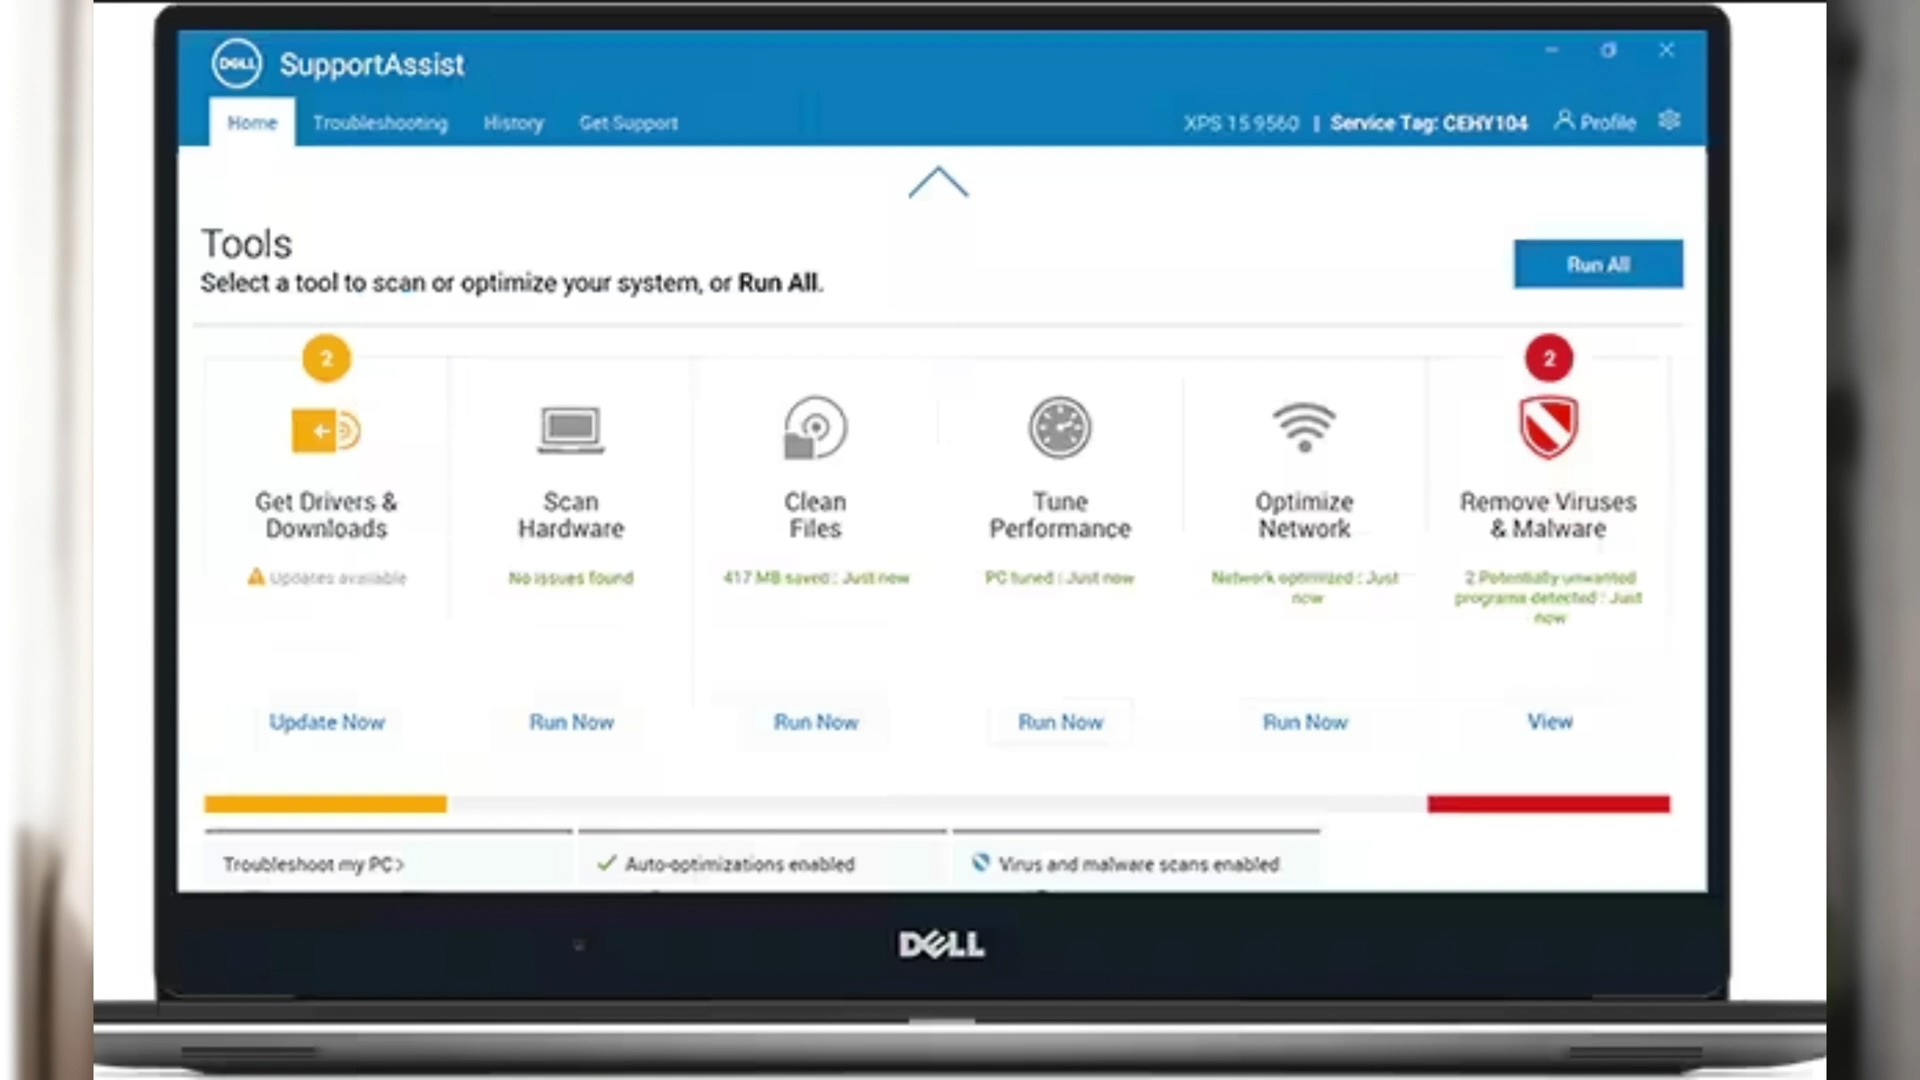 DELL SupportAssist
Home Troubleshooting History Get Support
XPS 15 9560 | Service Tag: CEHY104 Profile
Tools
Select a tool to scan or optimize your system, or Run All.
Run All
2
Get Drivers &
Downloads
Updates available
Update Now
Scan
Hardware
No issues found
Run Now
Clean
Files
417 MB saved : Just now
Run Now
Tune
Performance
PC tuned : Just now
Run Now
Optimize
Network
Network optimized : Just
now
Run Now
2
Remove Viruses
& Malware
2 Potentially unwanted
programs detected : Just
now
View
Troubleshoot my PC>
Auto-optimizations enabled
Virus and malware scans enabled
DELL